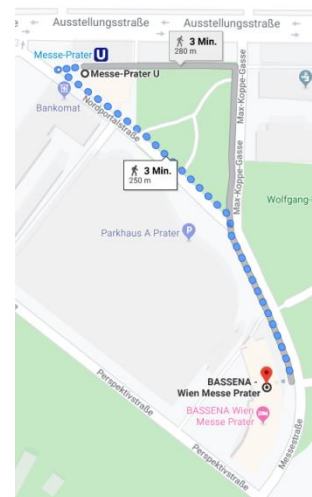 Ausstellungsstraße
Ausstellungsstraße
Messe-Prater U
3 Min.
280 m
Messe-Prater U
Bankomat
Nordportalstraße
Max-Koppe-Gasse
Max-Koppe-Gasse
3 Min.
250 m
Wolfgang-
Parkhaus A Prater P
BASSENA -
Wien Messe Prater
BASSENA Wien
Messe Prater
Perspektivstraße
Perspektivstraße
Messestraße